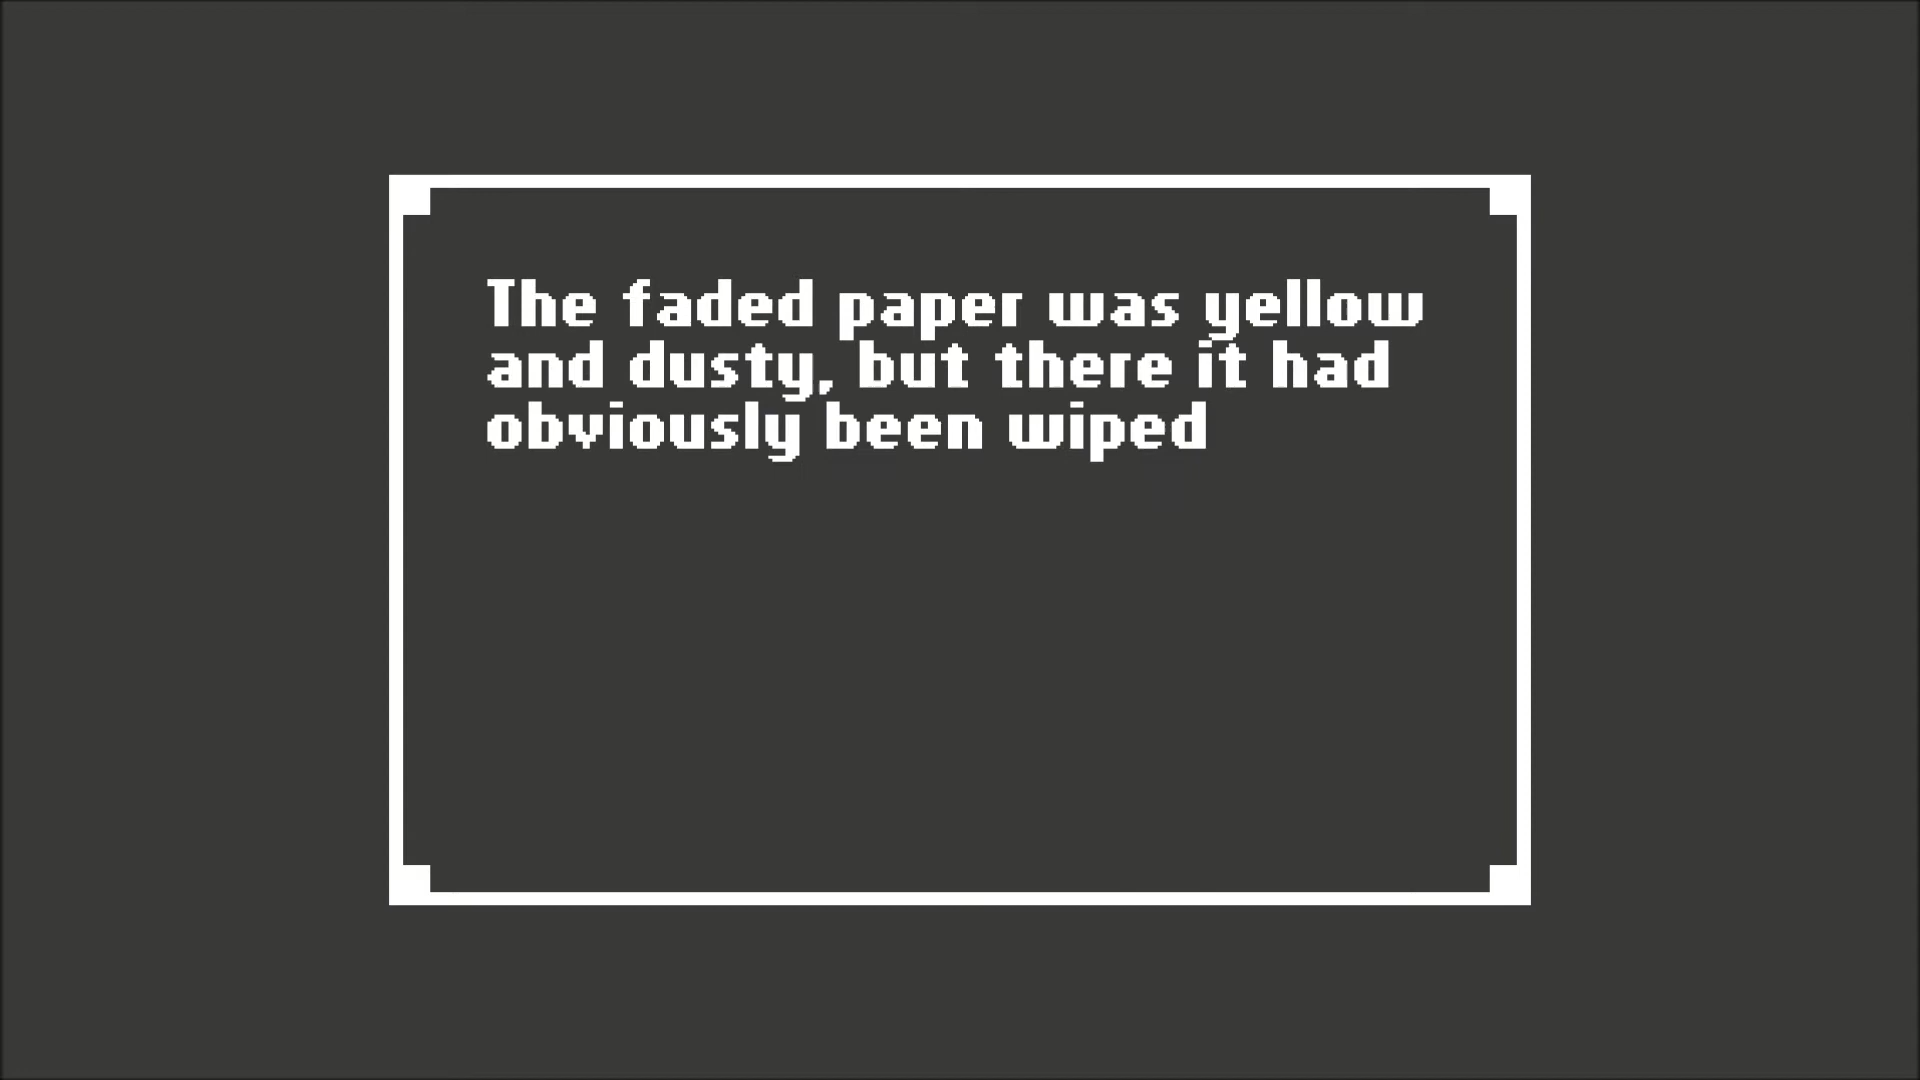 The faded paper was yellow
and dusty, but there it had
obviously been wiped